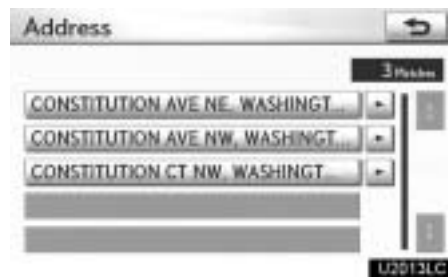 Address
3 Matches
CONSTITUTION AVE NE, WASHINGT...
CONSTITUTION AVE NW, WASHINGT...
CONSTITUTION CT NW, WASHINGT...
U2013LC